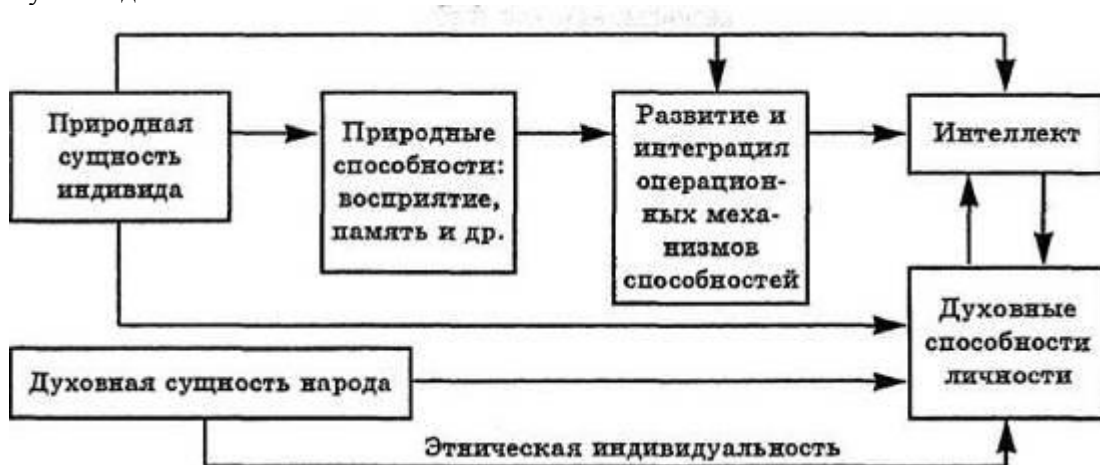 Природная
сущность
индивида
Природные
способности:
восприятие,
память и др.
Развитие и
интеграция
операцион-
ных меха-
низмов
способностей
Интеллект
Духовные
способности
личности
Духовная сущность народа
Этническая индивидуальность